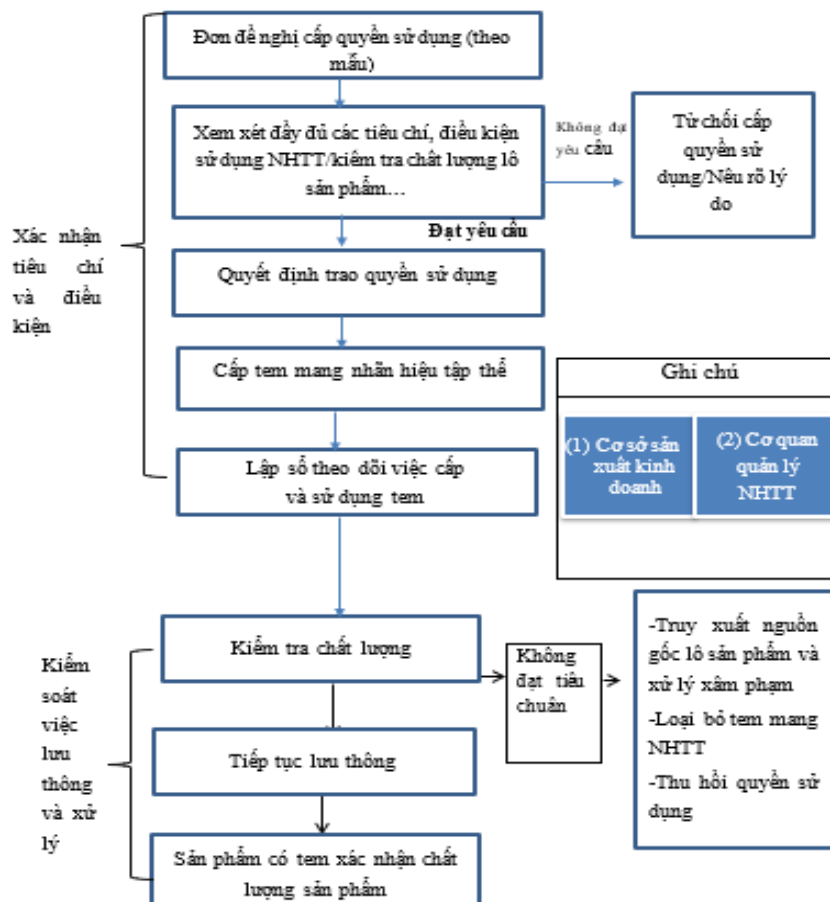 Đơn đề nghị cấp quyền sử dụng (theo
mẫu)
Xem xét đầy đủ các tiêu chí, điều kiện
sử dụng NHTT/kiểm tra chất lượng lô
sản phẩm...
Không đạt
yêu cầu
Từ chối cấp
quyền sử
dụng/Nêu rõ lý
do
Đạt yêu cầu
Xác nhận
tiêu chí
và điều
kiện
Quyết định trao quyền sử dụng
Cấp tem mang nhãn hiệu tập thể
Lập sổ theo dõi việc cấp
và sử dụng tem
Ghi chú
(1) Cơ sở sản
xuất kinh
doanh
(2) Cơ quan
quản lý
NHTT
Kiểm tra chất lượng
Không
đạt tiêu
chuẩn
-Truy xuất nguồn
gốc lô sản phẩm và
xử lý xâm phạm
-Loại bỏ tem mang
NHTT
-Thu hồi quyền sử
dụng
Kiểm
soát việc
lưu
thông
và xử
lý
Tiếp tục lưu thông
Sản phẩm có tem xác nhận chất
lượng sản phẩm